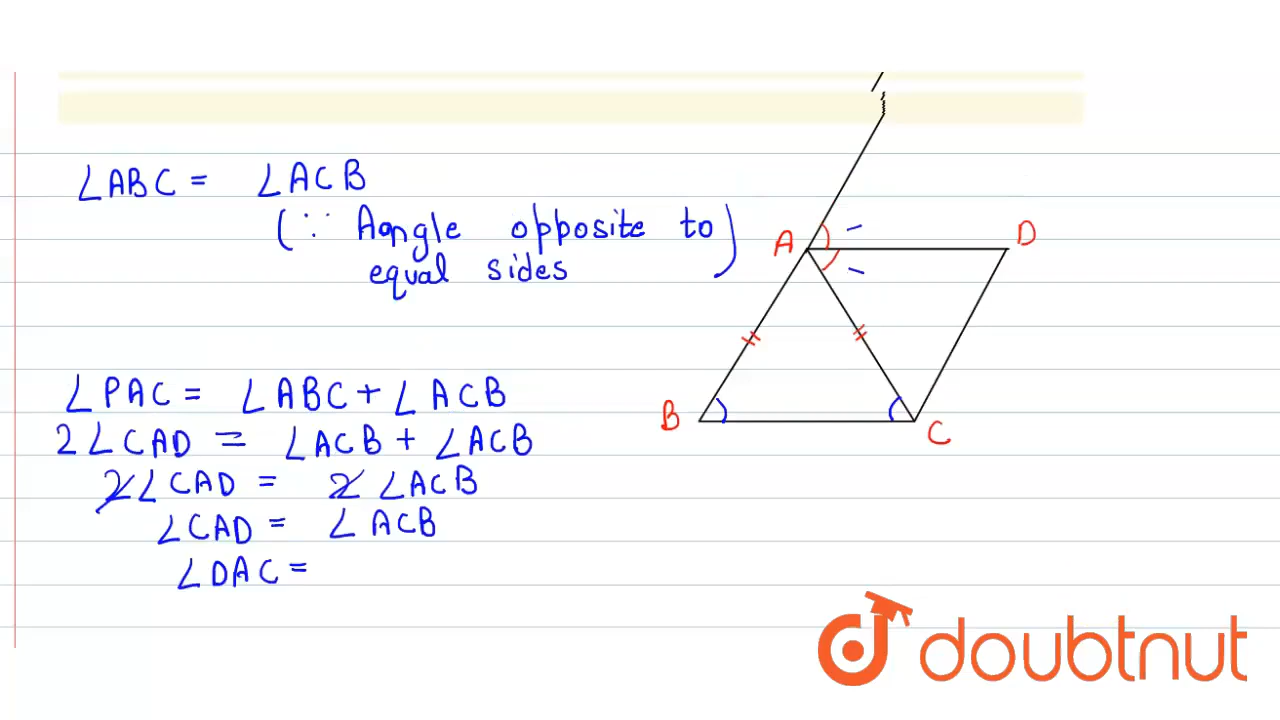 ∠ABC = ∠ACB
(∵ Aangle opposite to
equal sides)
∠PAC = ∠ABC + ∠ACB
2∠CAD = ∠ACB + ∠ACB
2∠CAD = 2∠ACB
∠CAD = ∠ACB
∠DAC =
A
D
B
C
doubtnut